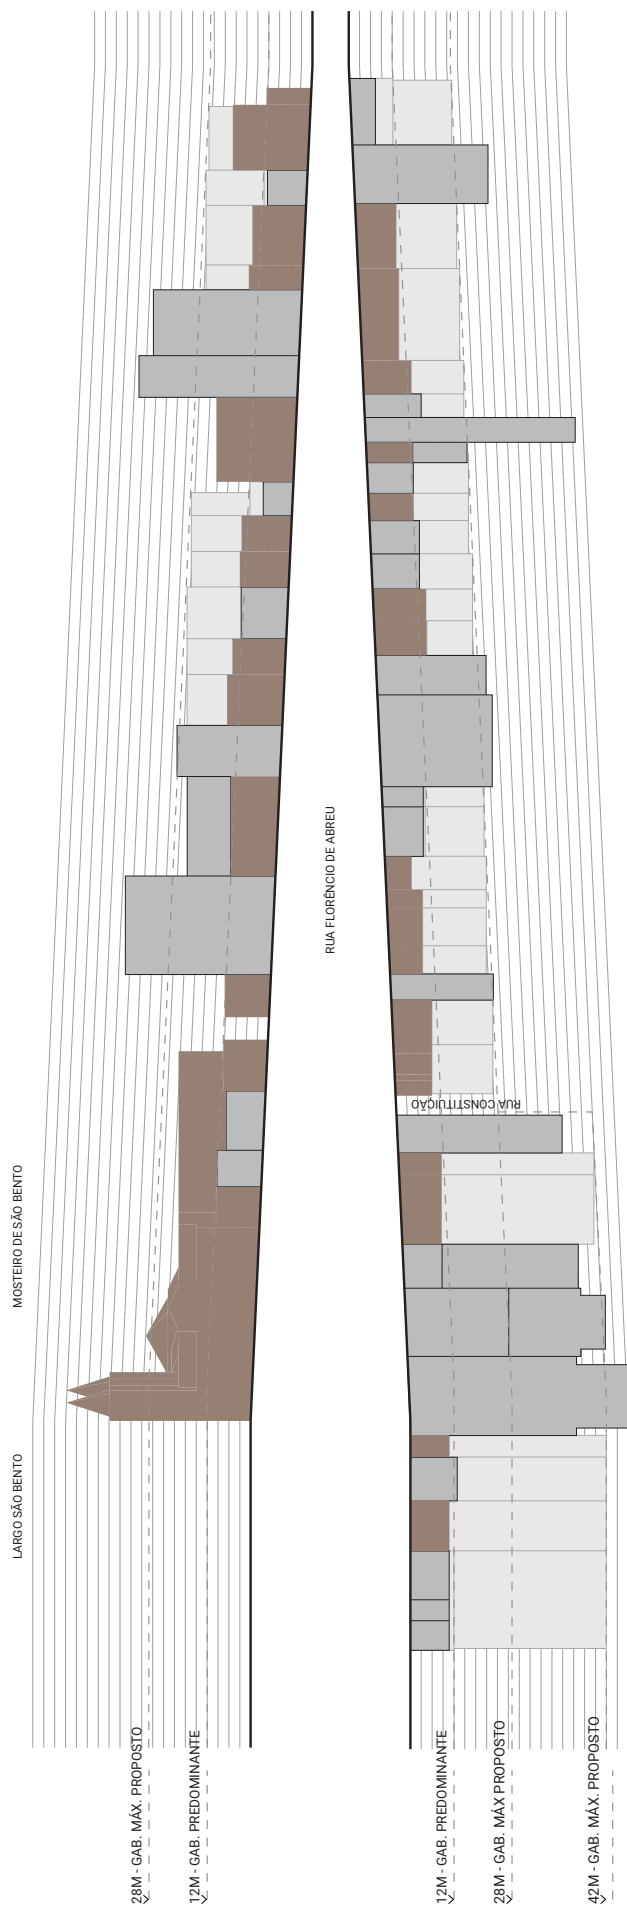 RUA FLORÊNCIO DE ABREU
RUA CONSTITUIÇÃO
MOSTEIRO DE SÃO BENTO
LARGO SÃO BENTO
28M - GAB. MÁX. PROPOSTO
12M - GAB. PREDOMINANTE
12M - GAB. PREDOMINANTE
28M - GAB. MÁX PROPOSTO
42M - GAB. MÁX. PROPOSTO